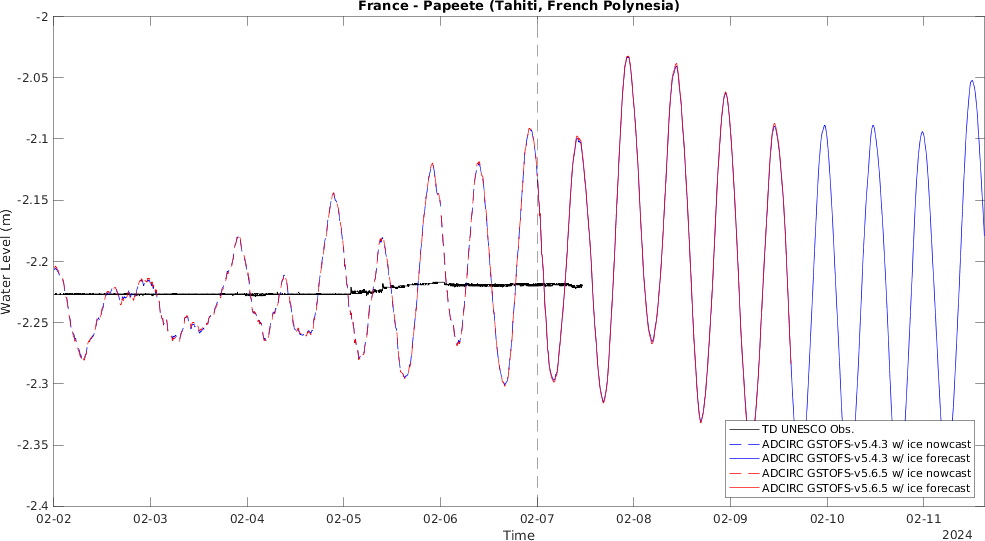 France - Papeete (Tahiti, French Polynesia)
-2
-2.05
-2.1
-2.15
-2.2
-2.25
-2.3
-2.35
-2.4
Water Level (m)
TD UNESCO Obs.
ADCIRC GSTOFS-v5.4.3 w/ ice nowcast
ADCIRC GSTOFS-v5.4.3 w/ ice forecast
ADCIRC GSTOFS-v5.6.5 w/ ice nowcast
ADCIRC GSTOFS-v5.6.5 w/ ice forecast
02-02 02-03 02-04 02-05 02-06 02-07 02-08 02-09 02-10 02-11
Time
2024